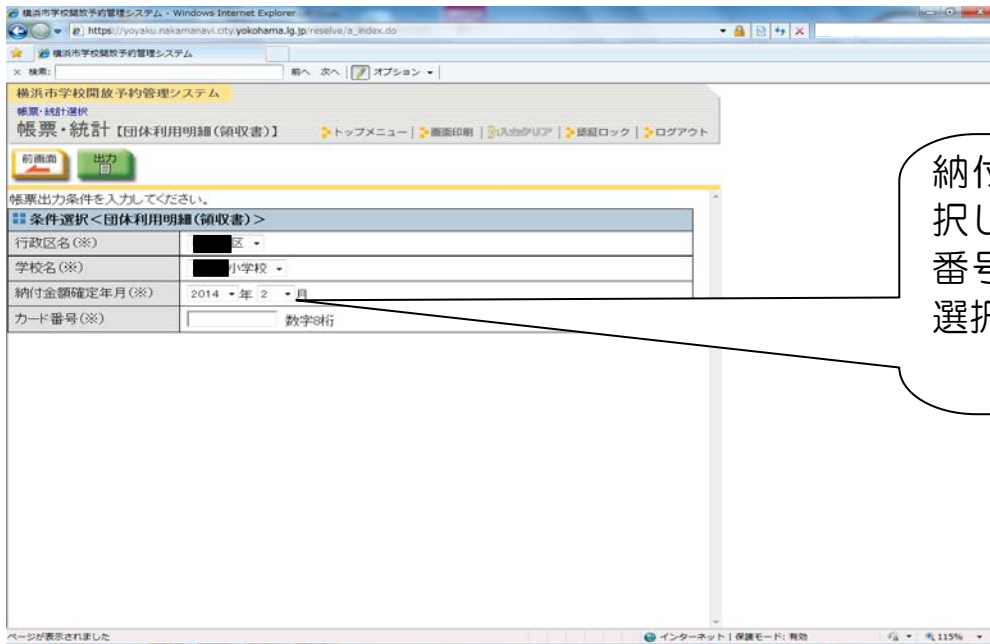 横浜市学校開放予約管理システム - Windows Internet Explorer
https://yoyaku.nakamanavi.city.yokohama.lg.jp/reselve/a_index.do
横浜市学校開放予約管理システム
× 検索: 前へ 次へ | オプション
横浜市学校開放予約管理システム
帳票・統計選択
帳票・統計【団体利用明細(領収書)】 トップメニュー | 画面印刷 | 入力クリア | 認証ロック | ログアウト
前画面 出力
帳票出力条件を入力してください。
条件選択<団体利用明細(領収書)>
行政区名(※) 区
学校名(※) 小学校
納付金額確定年月(※) 2014 年 2 月
カード番号(※) 数字8桁
納付
択し
番号
選択
ページが表示されました インターネット | 保護モード: 有効 115%